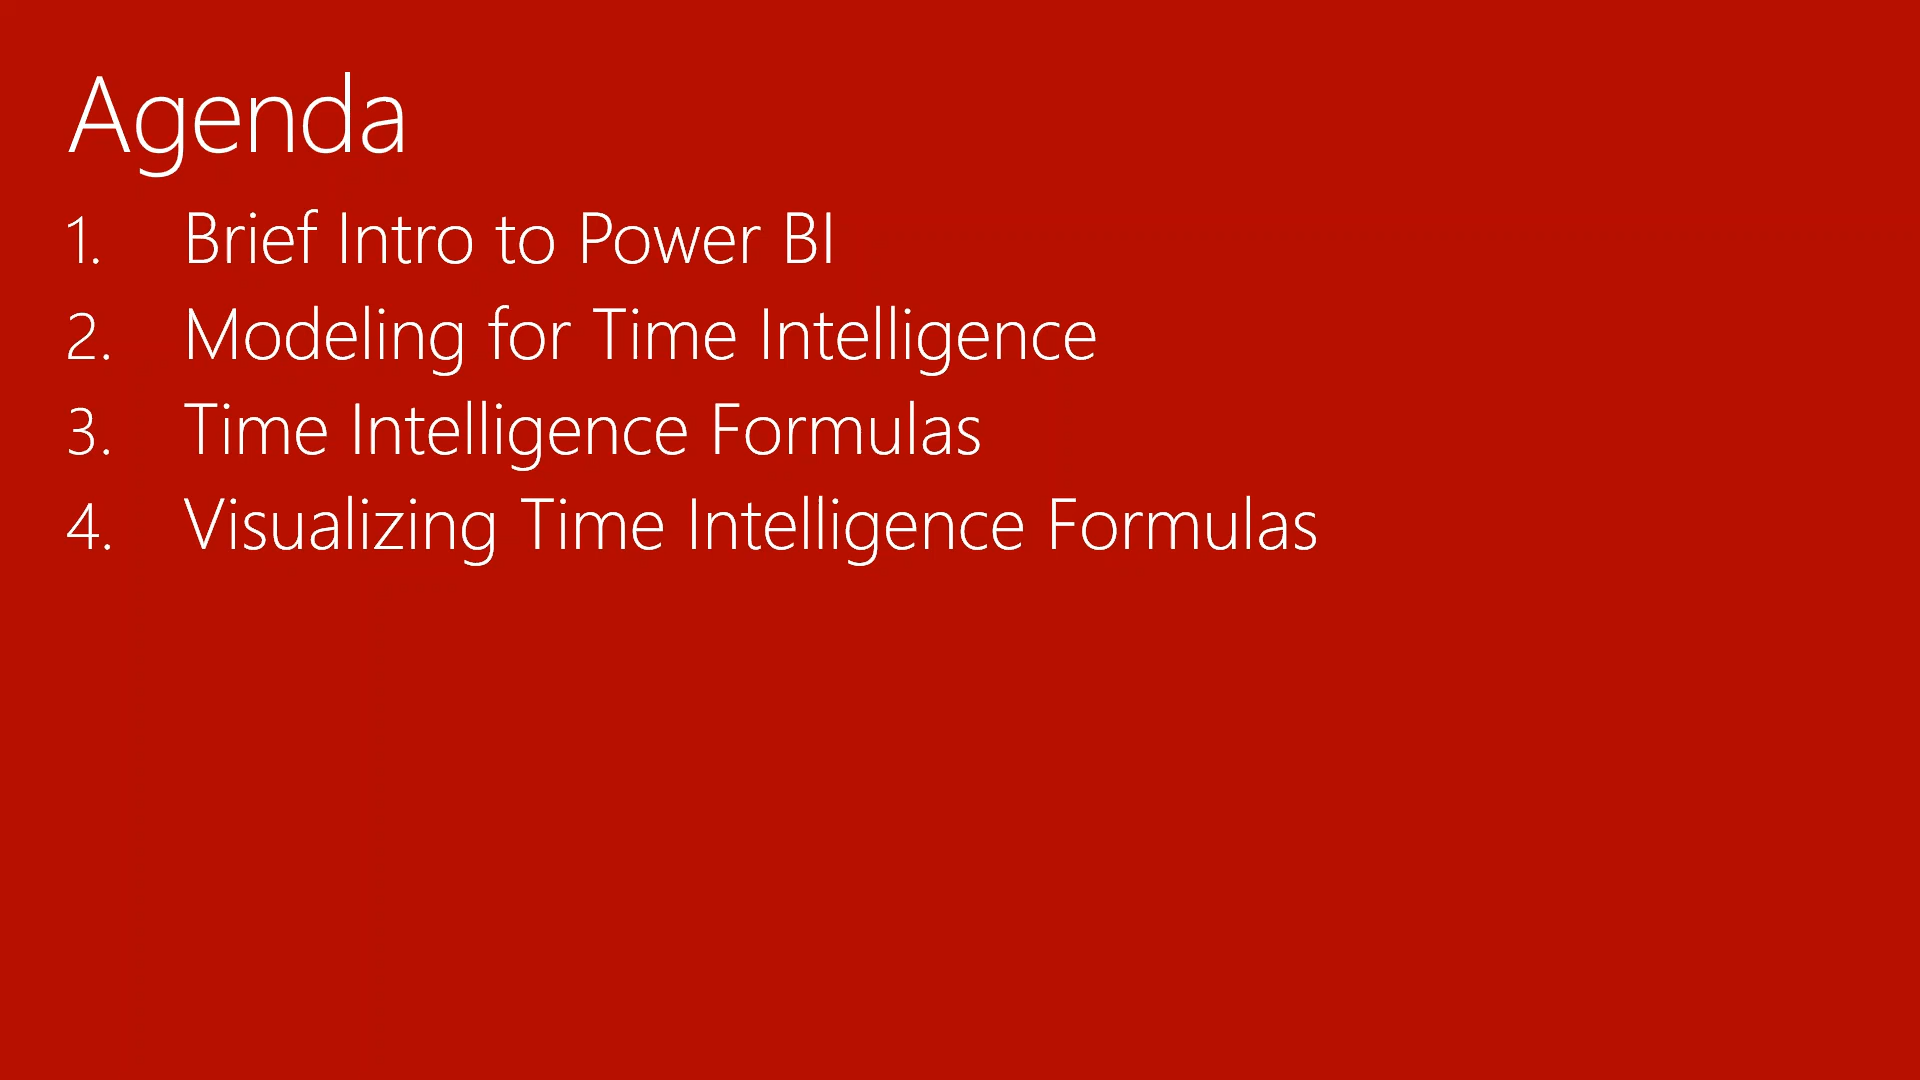 Agenda
1. Brief Intro to Power BI
2. Modeling for Time Intelligence
3. Time Intelligence Formulas
4. Visualizing Time Intelligence Formulas